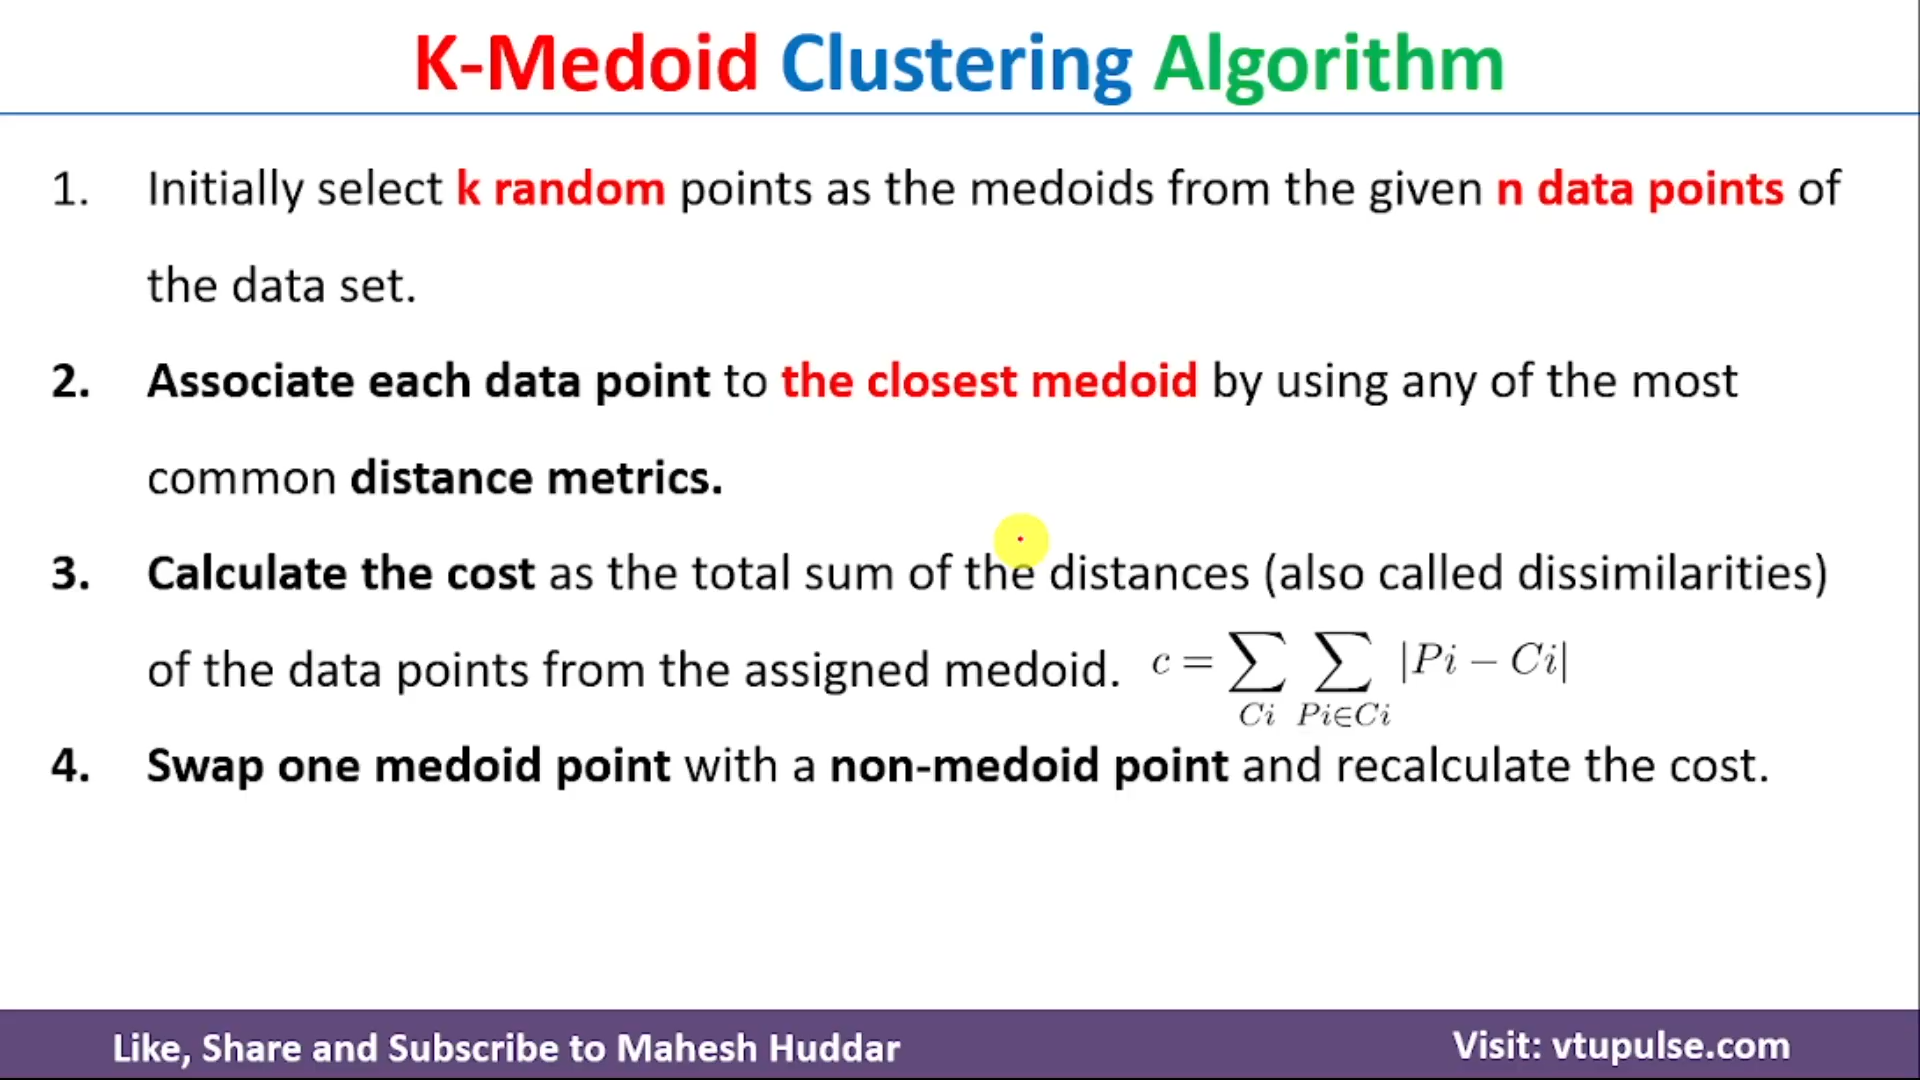 K-Medoid Clustering Algorithm
1. Initially select k random points as the medoids from the given n data points of
the data set.
2. Associate each data point to the closest medoid by using any of the most
common distance metrics.
3. Calculate the cost as the total sum of the distances (also called dissimilarities)
of the data points from the assigned medoid. c = ∑_{Ci} ∑_{Pi∈Ci} |Pi − Ci|
4. Swap one medoid point with a non-medoid point and recalculate the cost.
Like, Share and Subscribe to Mahesh Huddar
Visit: vtupulse.com